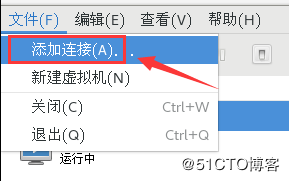 文件(F) 编辑(E) 查看(V) 帮助(H)
添加连接(A)...
新建虚拟机(N)
关闭(C) Ctrl+W
退出(Q) Ctrl+Q
运行中
@51CTO博客